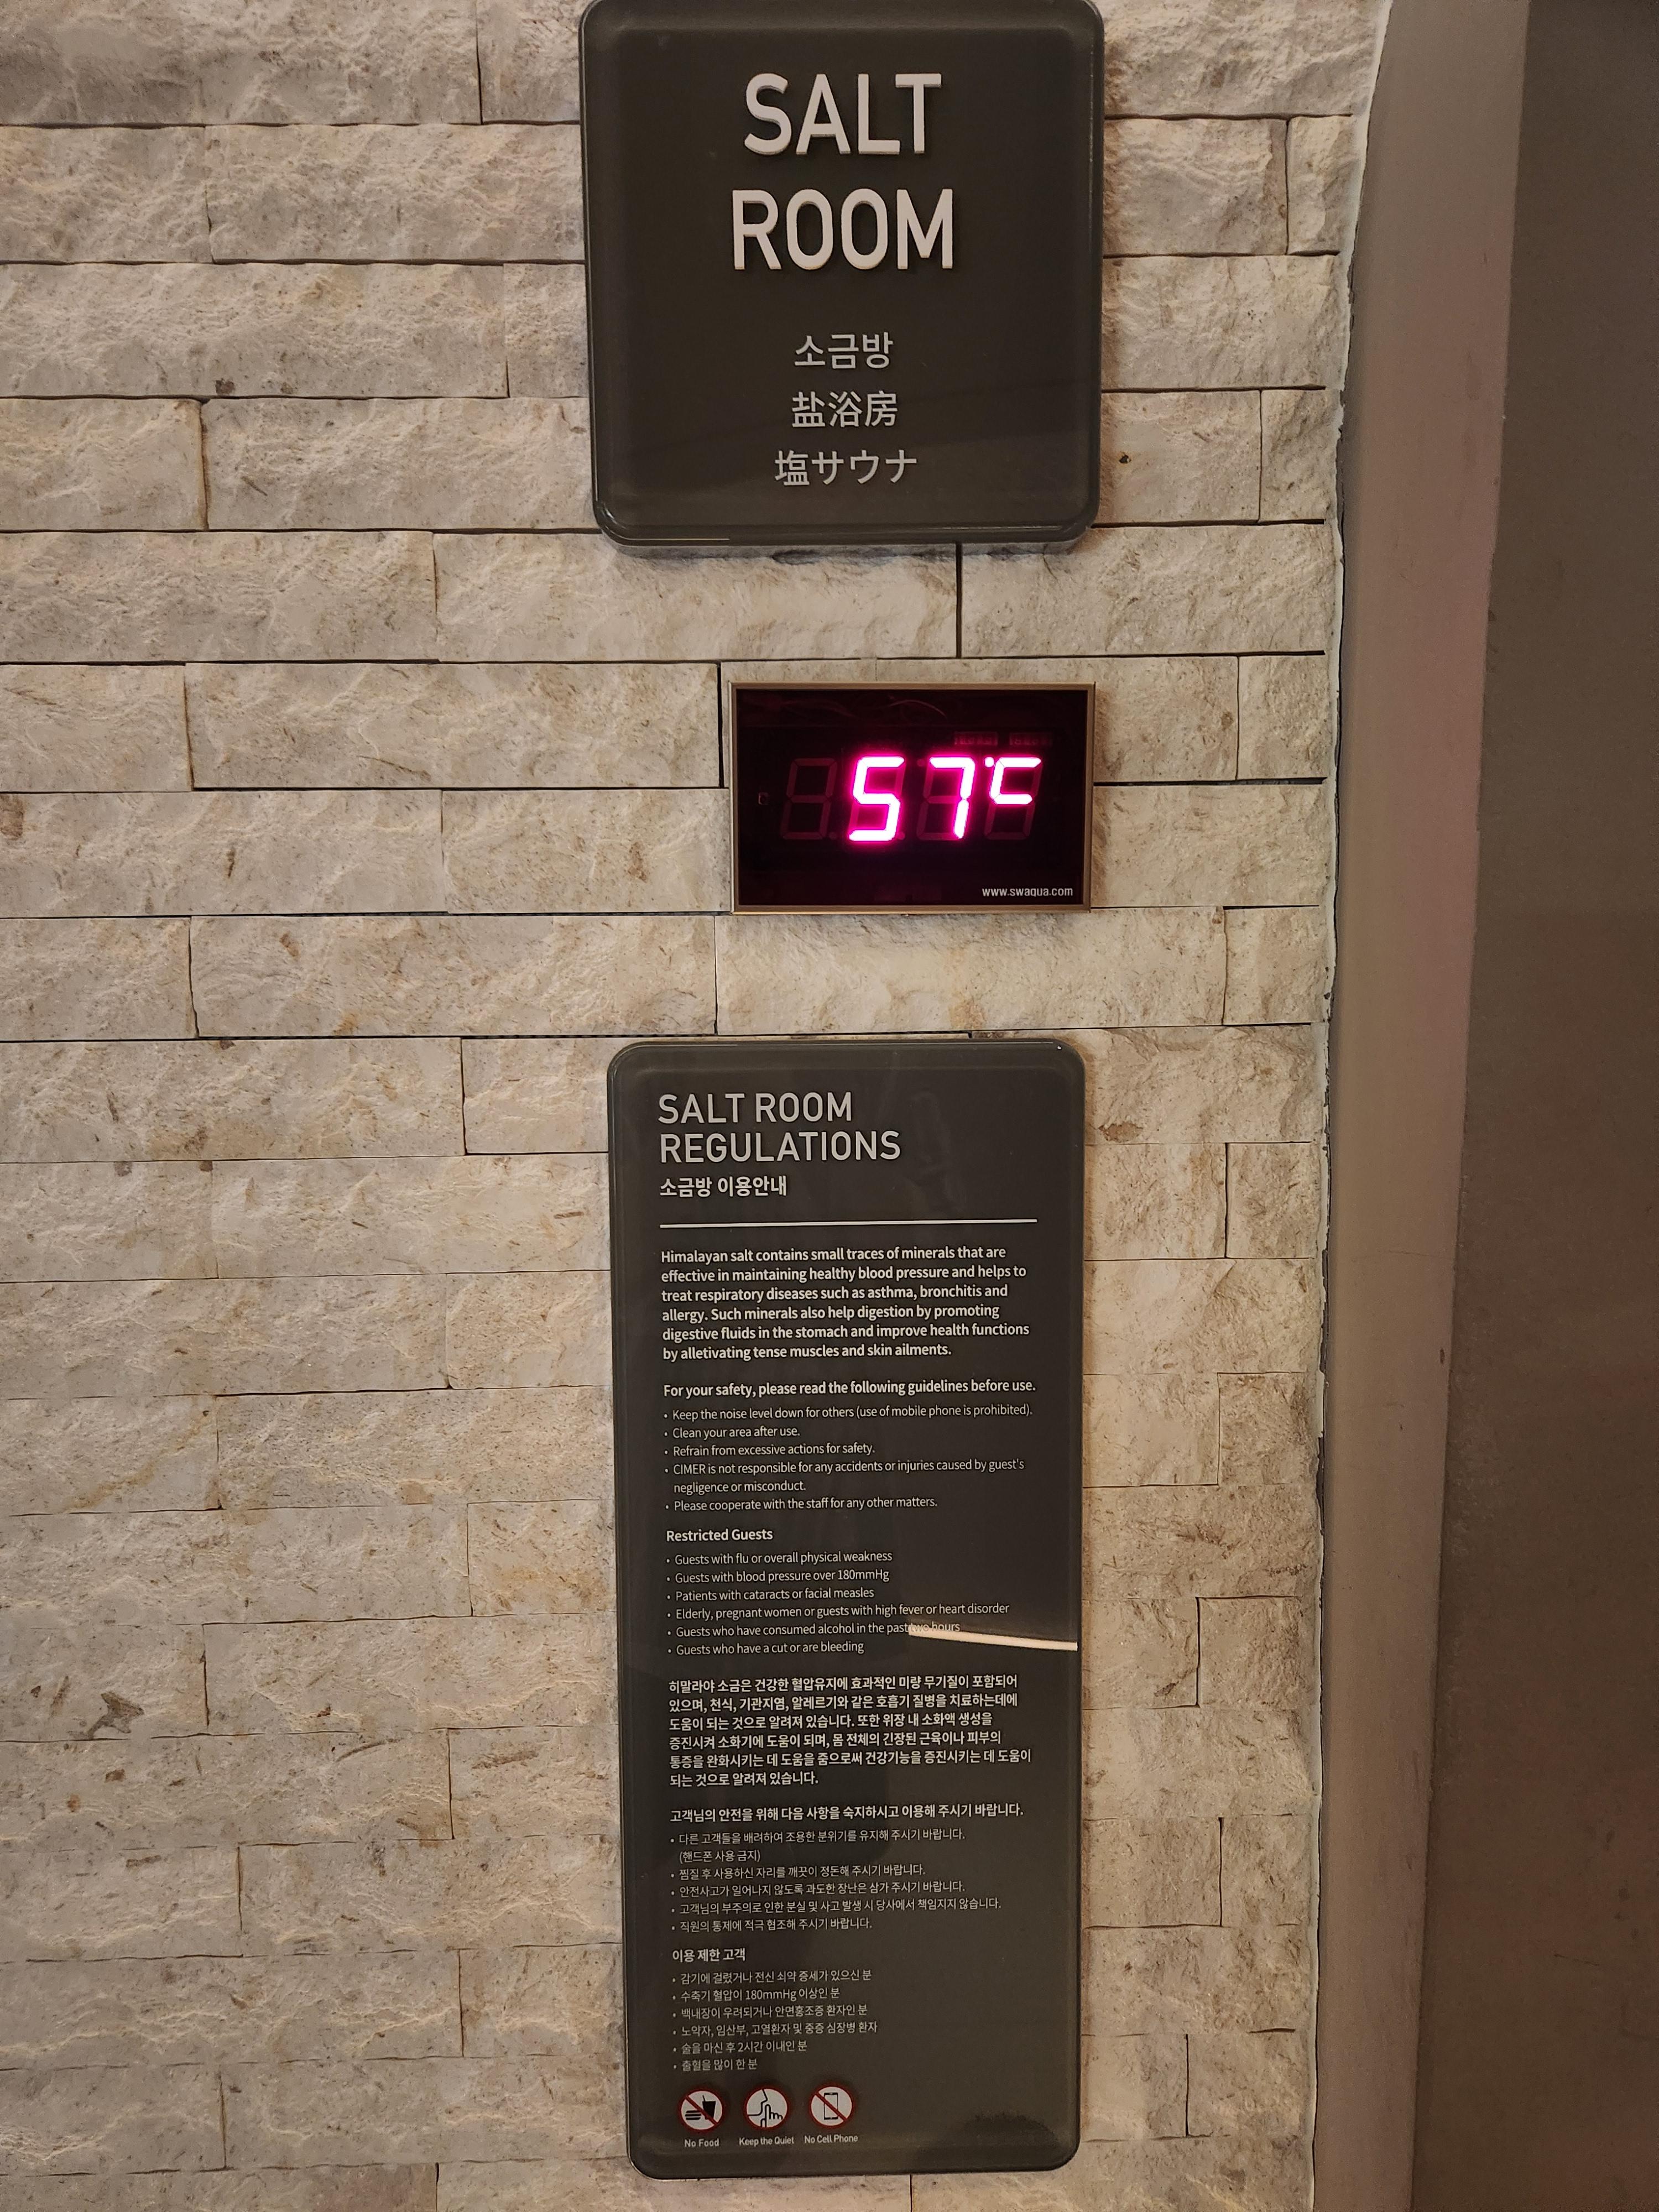 SALT
ROOM
소금방
盐浴房
塩サウナ
57℃
www.swaqua.com
SALT ROOM
REGULATIONS
소금방 이용안내
Himalayan salt contains small traces of minerals that are
effective in maintaining healthy blood pressure and helps to
treat respiratory diseases such as asthma, bronchitis and
allergy. Such minerals also help digestion by promoting
digestive fluids in the stomach and improve health functions
by alletivating tense muscles and skin ailments.
For your safety, please read the following guidelines before use.
• Keep the noise level down for others (use of mobile phone is prohibited).
• Clean your area after use.
• Refrain from excessive actions for safety.
• CIMER is not responsible for any accidents or injuries caused by guest's
negligence or misconduct.
• Please cooperate with the staff for any other matters.
Restricted Guests
• Guests with flu or overall physical weakness
• Guests with blood pressure over 180mmHg
• Patients with cataracts or facial measles
• Elderly, pregnant women or guests with high fever or heart disorder
• Guests who have consumed alcohol in the past two hours
• Guests who have a cut or are bleeding
히말라야 소금은 건강한 혈압유지에 효과적인 미량 무기질이 포함되어
있으며, 천식, 기관지염, 알레르기와 같은 호흡기 질병을 치료하는데에
도움이 되는 것으로 알려져 있습니다. 또한 위장 내 소화액 생성을
증진시켜 소화기에 도움이 되며, 몸 전체의 긴장된 근육이나 피부의
통증을 완화시키는 데 도움을 줌으로써 건강기능을 증진시키는 데 도움이
되는 것으로 알려져 있습니다.
고객님의 안전을 위해 다음 사항을 숙지하시고 이용해 주시기 바랍니다.
• 다른 고객들을 배려하여 조용한 분위기를 유지해 주시기 바랍니다.
(핸드폰 사용 금지)
• 찜질 후 사용하신 자리를 깨끗이 정돈해 주시기 바랍니다.
• 안전사고가 일어나지 않도록 과도한 장난은 삼가 주시기 바랍니다.
• 고객님의 부주의로 인한 분실 및 사고 발생 시 당사에서 책임지지 않습니다.
• 직원의 통제에 적극 협조해 주시기 바랍니다.
이용 제한 고객
• 감기에 걸렸거나 전신 쇠약 증세가 있으신 분
• 수축기 혈압이 180mmHg 이상인 분
• 백내장이 우려되거나 안면홍조증 환자인 분
• 노약자, 임산부, 고열환자 및 중증 심장병 환자
• 술을 마신 후 2시간 이내인 분
• 출혈을 많이 한 분
No Food Keep the Quiet No Cell Phone